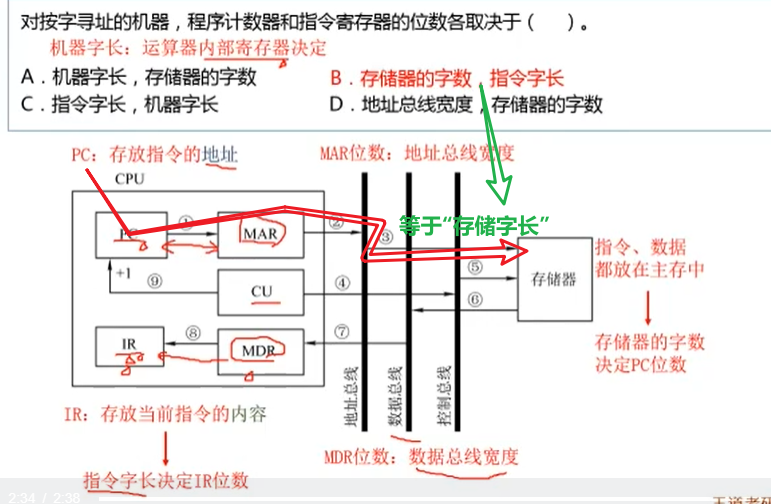 对按字寻址的机器，程序计数器和指令寄存器的位数各取决于（　　）。
机器字长：运算器内部寄存器决定
A．机器字长，存储器的字数
B．存储器的字数，指令字长
C．指令字长，机器字长
D．地址总线宽度，存储器的字数
PC：存放指令的地址
MAR位数：地址总线宽度
CPU
等于“存储字长”
PC
①
MAR
②
③
指令、数据
都放在主存中
+1
⑨
CU
④
⑤
存储器
⑥
IR
⑧
MDR
⑦
存储器的字数
决定PC位数
地址总线
数据总线
控制总线
IR：存放当前指令的内容
MDR位数：数据总线宽度
指令字长决定IR位数
2:34 / 2:38